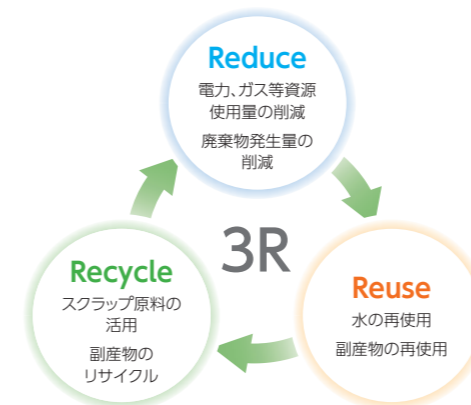 Reduce
電力、ガス等資源
使用量の削減
廃棄物発生量の
削減
3R
Recycle
スクラップ原料の
活用
副産物の
リサイクル
Reuse
水の再使用
副産物の再使用